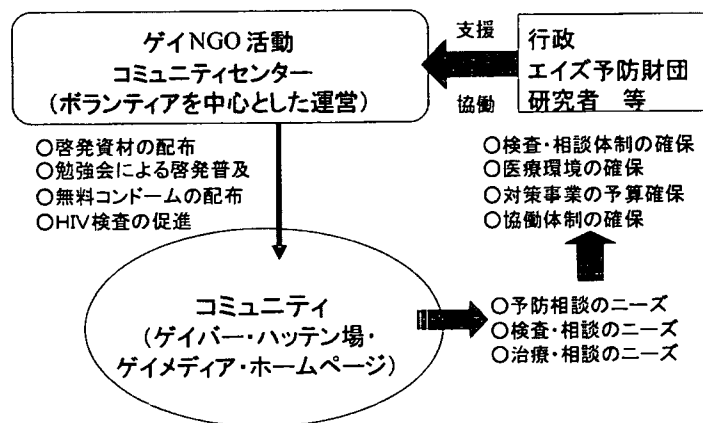 ゲイNGO活動
コミュニティセンター
(ボランティアを中心とした運営)
支援
協働
行政
エイズ予防財団
研究者 等
○啓発資材の配布
○勉強会による啓発普及
○無料コンドームの配布
○HIV検査の促進
○検査・相談体制の確保
○医療環境の確保
○対策事業の予算確保
○協働体制の確保
コミュニティ
(ゲイバー・ハッテン場・
ゲイメディア・ホームページ)
○予防相談のニーズ
○検査・相談のニーズ
○治療・相談のニーズ